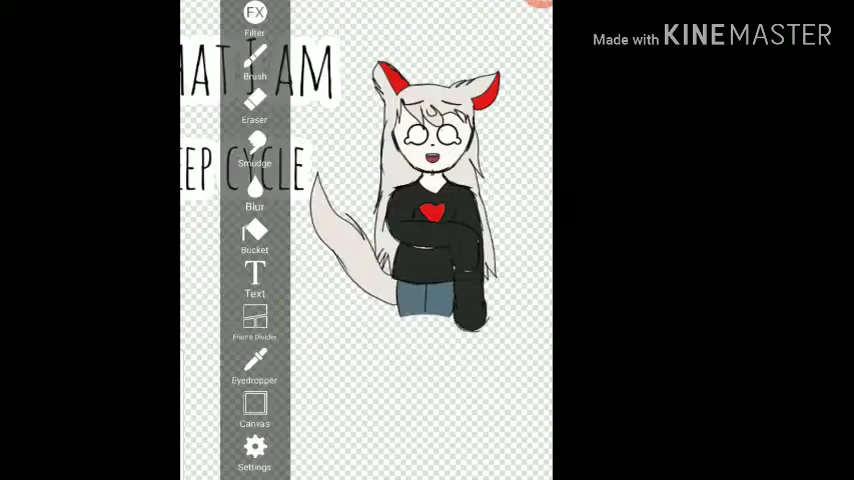 FX
Filter
Made with KINEMASTER
HAT I AM
Brush
Eraser
Smudge
EEP CYCLE
Blur
Bucket
T
Text
Frame Divider
Eyedropper
Canvas
Settings